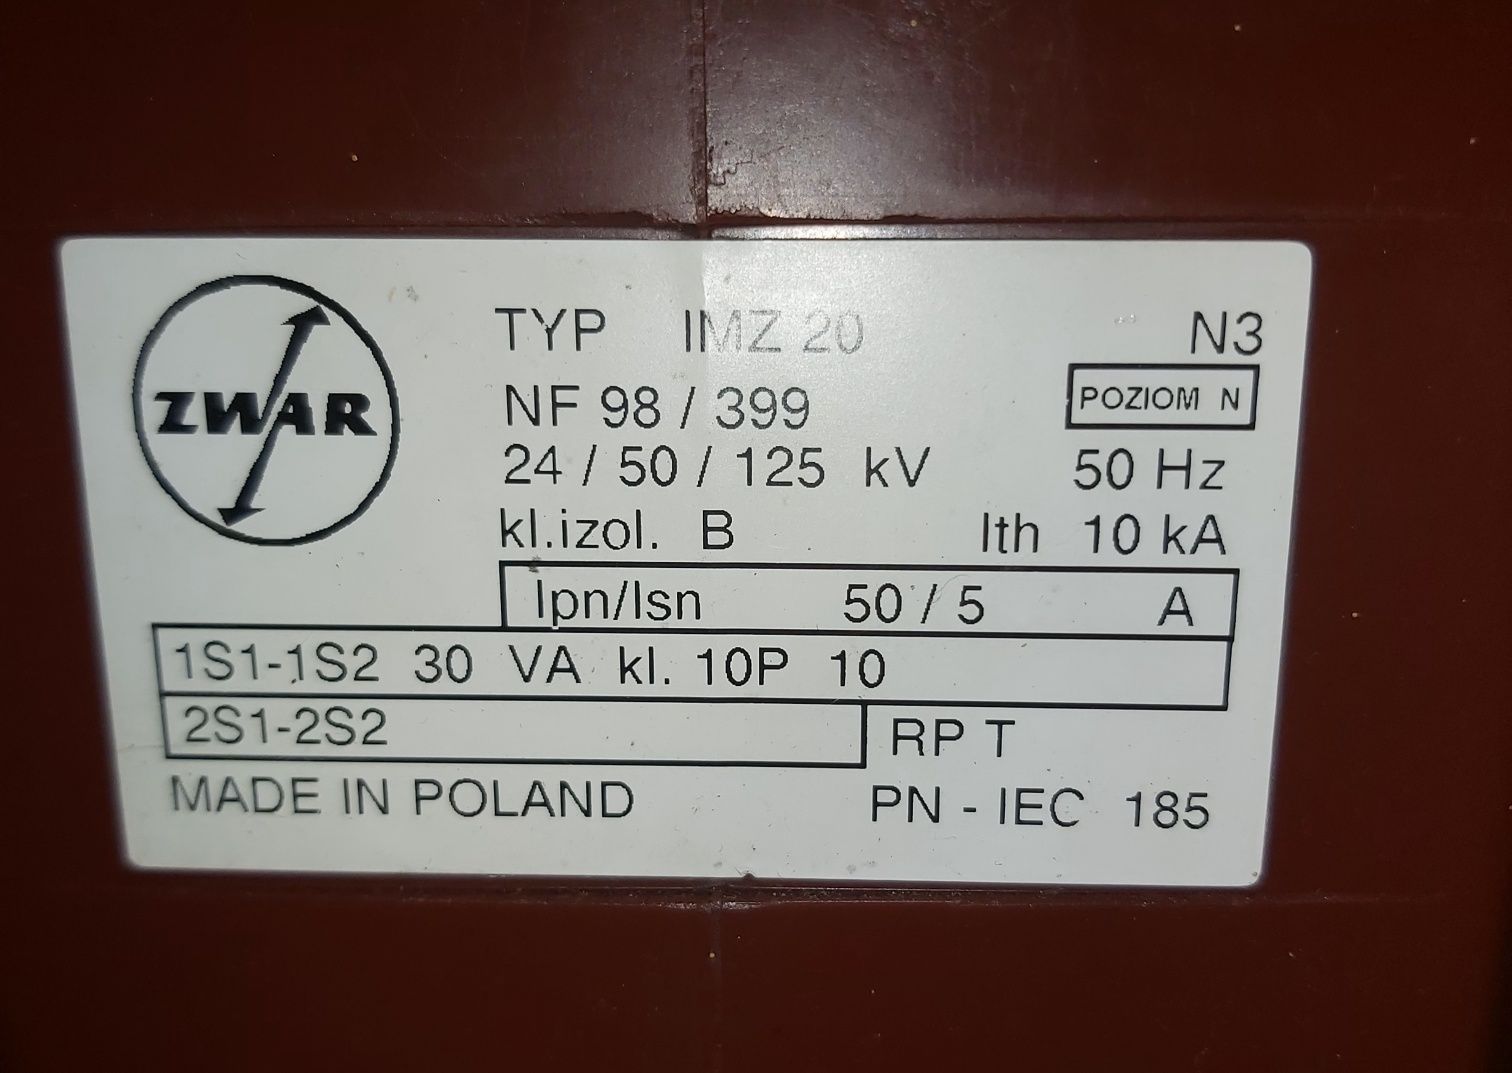 ZWAR
TYP IMZ 20 N3
NF 98 / 399 POZIOM N
24 / 50 / 125 kV 50 Hz
kl.izol. B Ith 10 kA
Ipn/Isn 50 / 5 A
1S1-1S2 30 VA kl. 10P 10
2S1-2S2 RP T
MADE IN POLAND PN - IEC 185